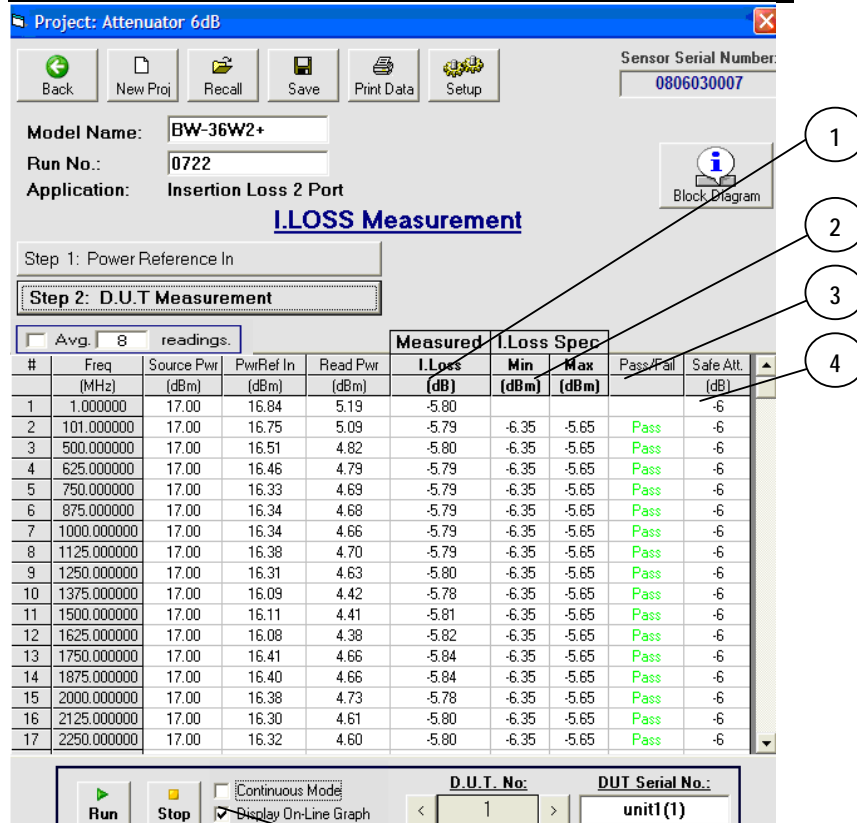 Project: Attenuator 6dB
Back New Proj Recall Save Print Data Setup
Sensor Serial Number:
0806030007
Model Name: BW-36W2+
Run No.: 0722
Application: Insertion Loss 2 Port
Block Diagram
I.LOSS Measurement
Step 1: Power Reference In
Step 2: D.U.T Measurement
Avg. 8 readings. Measured I.Loss Spec
# Freq Source Pwr PwrRef In Read Pwr I.Loss Min Max Pass/Fail Safe Att.
(MHz) (dBm) (dBm) (dBm) (dB) (dBm) (dBm) (dB)
1 1.000000 17.00 16.84 5.19 -5.80 -6
2 101.000000 17.00 16.75 5.09 -5.79 -6.35 -5.65 Pass -6
3 500.000000 17.00 16.51 4.82 -5.80 -6.35 -5.65 Pass -6
4 625.000000 17.00 16.46 4.79 -5.79 -6.35 -5.65 Pass -6
5 750.000000 17.00 16.33 4.69 -5.79 -6.35 -5.65 Pass -6
6 875.000000 17.00 16.34 4.68 -5.79 -6.35 -5.65 Pass -6
7 1000.000000 17.00 16.34 4.66 -5.79 -6.35 -5.65 Pass -6
8 1125.000000 17.00 16.38 4.70 -5.79 -6.35 -5.65 Pass -6
9 1250.000000 17.00 16.31 4.63 -5.80 -6.35 -5.65 Pass -6
10 1375.000000 17.00 16.09 4.42 -5.78 -6.35 -5.65 Pass -6
11 1500.000000 17.00 16.11 4.41 -5.81 -6.35 -5.65 Pass -6
12 1625.000000 17.00 16.08 4.38 -5.82 -6.35 -5.65 Pass -6
13 1750.000000 17.00 16.41 4.66 -5.84 -6.35 -5.65 Pass -6
14 1875.000000 17.00 16.40 4.66 -5.84 -6.35 -5.65 Pass -6
15 2000.000000 17.00 16.38 4.73 -5.78 -6.35 -5.65 Pass -6
16 2125.000000 17.00 16.30 4.61 -5.80 -6.35 -5.65 Pass -6
17 2250.000000 17.00 16.32 4.60 -5.80 -6.35 -5.65 Pass -6
Run Stop
Continuous Mode
Display On-Line Graph
D.U.T. No:
< 1 >
DUT Serial No.:
unit1(1)
1
2
3
4